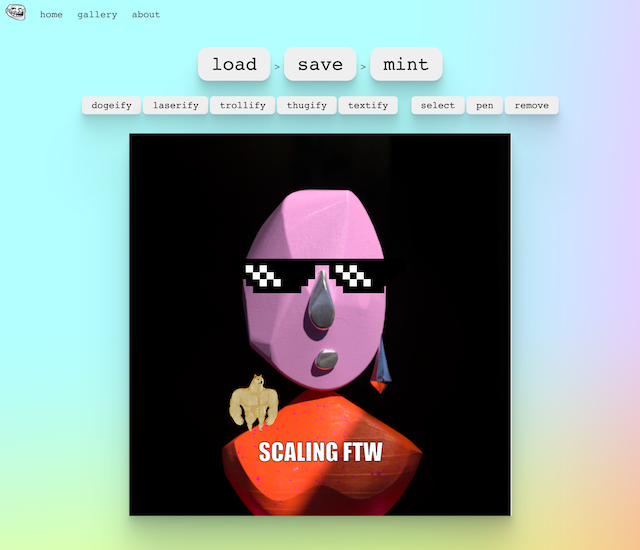 home gallery about
load > save > mint
dogeify laserify trollify thugify textify select pen remove
SCALING FTW